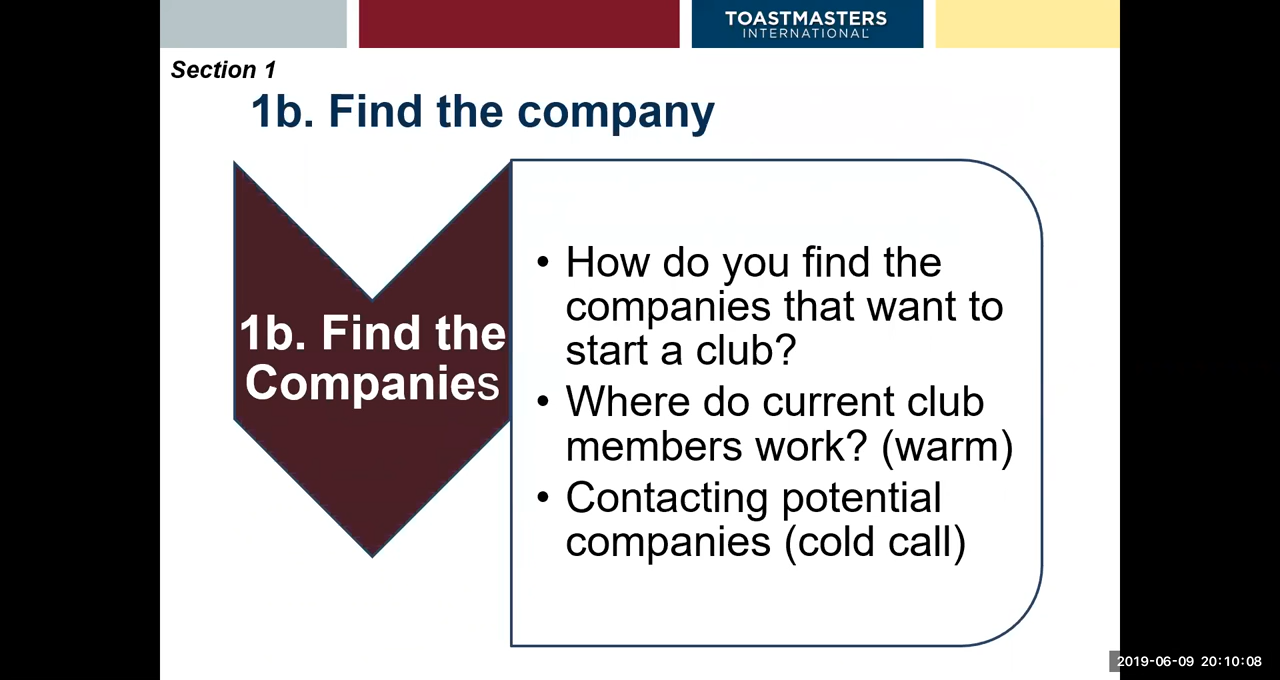 TOASTMASTERS
INTERNATIONAL
Section 1
1b. Find the company
1b. Find the
Companies
• How do you find the
companies that want to
start a club?
• Where do current club
members work? (warm)
• Contacting potential
companies (cold call)
2019-06-09 20:10:08